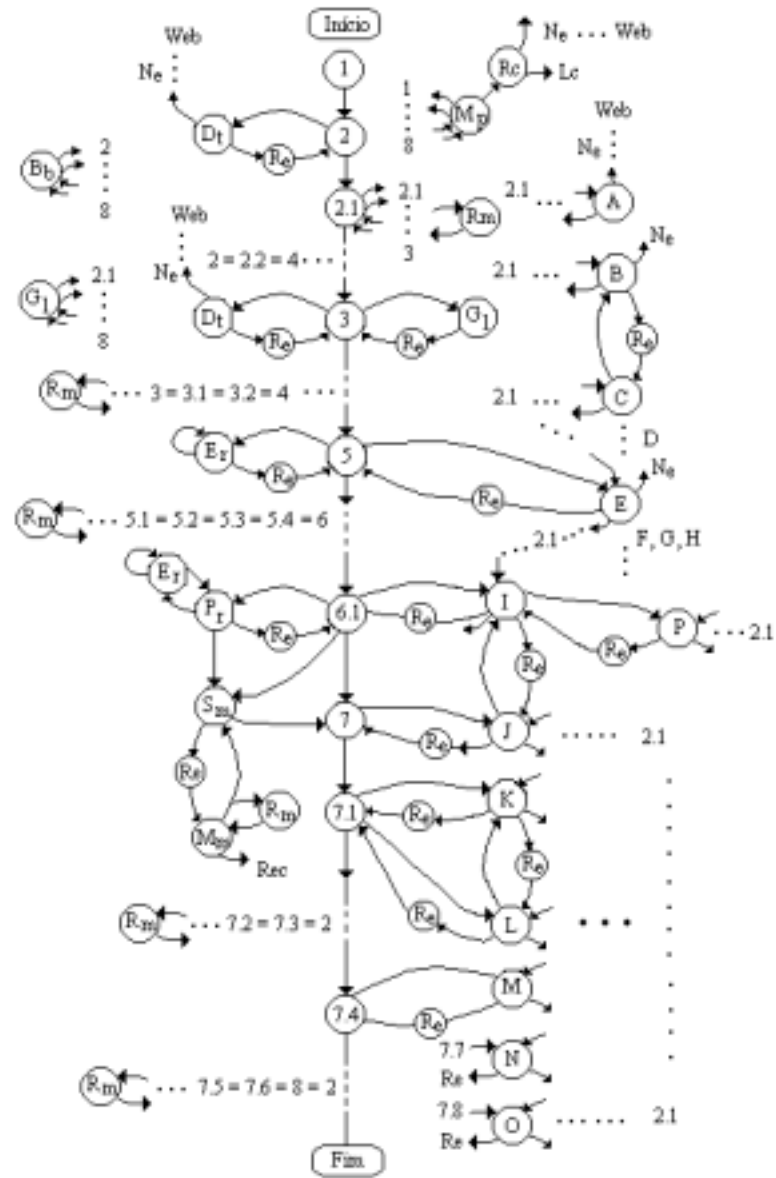 Início
Web
Ne
Ne .... Web
1
Rc
Lc
1
Mp
8
Web
Dt
2
Re
Ne
2
Bb
8
2.1
2.1
3
Rm
2.1 ...
A
Web
Ne
2 = 2.2 = 4 ...
2.1 ...
B
Ne
2.1
G1
8
Dt
3
G1
Re
Re
Re
Rm
... 3 = 3.1 = 3.2 = 4 ...
2.1 ...
C
D
Er
5
Re
Re
Ne
E
Rm
... 5.1 = 5.2 = 5.3 = 5.4 = 6
2.1
F, G, H
Er
Pr
6.1
I
Re
Re
P
... 2.1
Re
Re
Sm
7
J
..... 2.1
Re
Re
K
7.1
Re
Mm
Rm
Rec
Re
L
...
Re
Rm
... 7.2 = 7.3 = 2
M
7.4
Re
7.7
N
Re
Rm
... 7.5 = 7.6 = 8 = 2
7.8
O
...... 2.1
Re
Fim